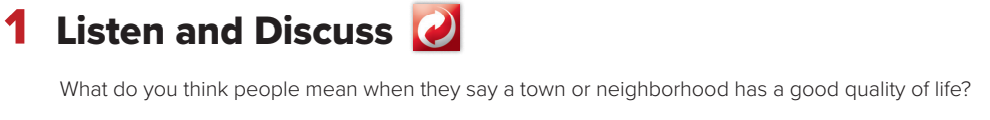 1 Listen and Discuss
What do you think people mean when they say a town or neighborhood has a good quality of life?